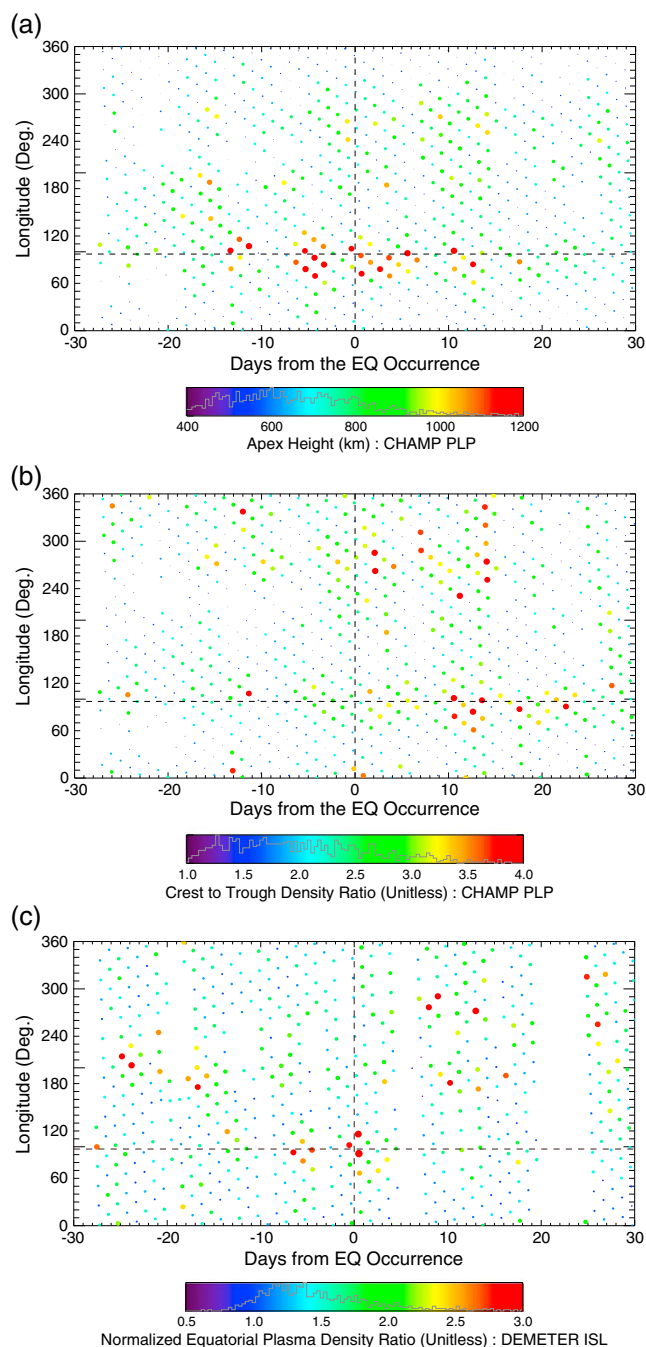 (a)
360
300
240
180
120
60
0
Longitude (Deg.)
-30 -20 -10 0 10 20 30
Days from the EQ Occurrence
400 600 800 1000 1200
Apex Height (km) : CHAMP PLP
(b)
360
300
240
180
120
60
0
Longitude (Deg.)
-30 -20 -10 0 10 20 30
Days from the EQ Occurrence
1.0 1.5 2.0 2.5 3.0 3.5 4.0
Crest to Trough Density Ratio (Unitless) : CHAMP PLP
(c)
360
300
240
180
120
60
0
Longitude (Deg.)
-30 -20 -10 0 10 20 30
Days from EQ Occurrence
0.5 1.0 1.5 2.0 2.5 3.0
Normalized Equatorial Plasma Density Ratio (Unitless) : DEMETER ISL